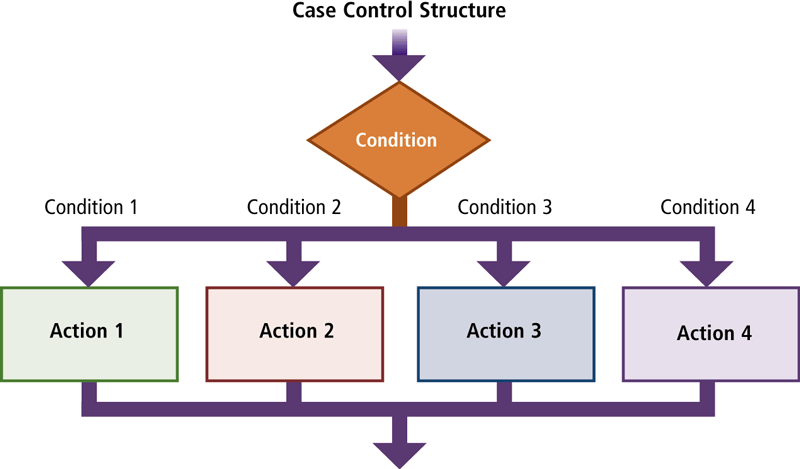 Case Control Structure
Condition
Condition 1
Condition 2
Condition 3
Condition 4
Action 1
Action 2
Action 3
Action 4